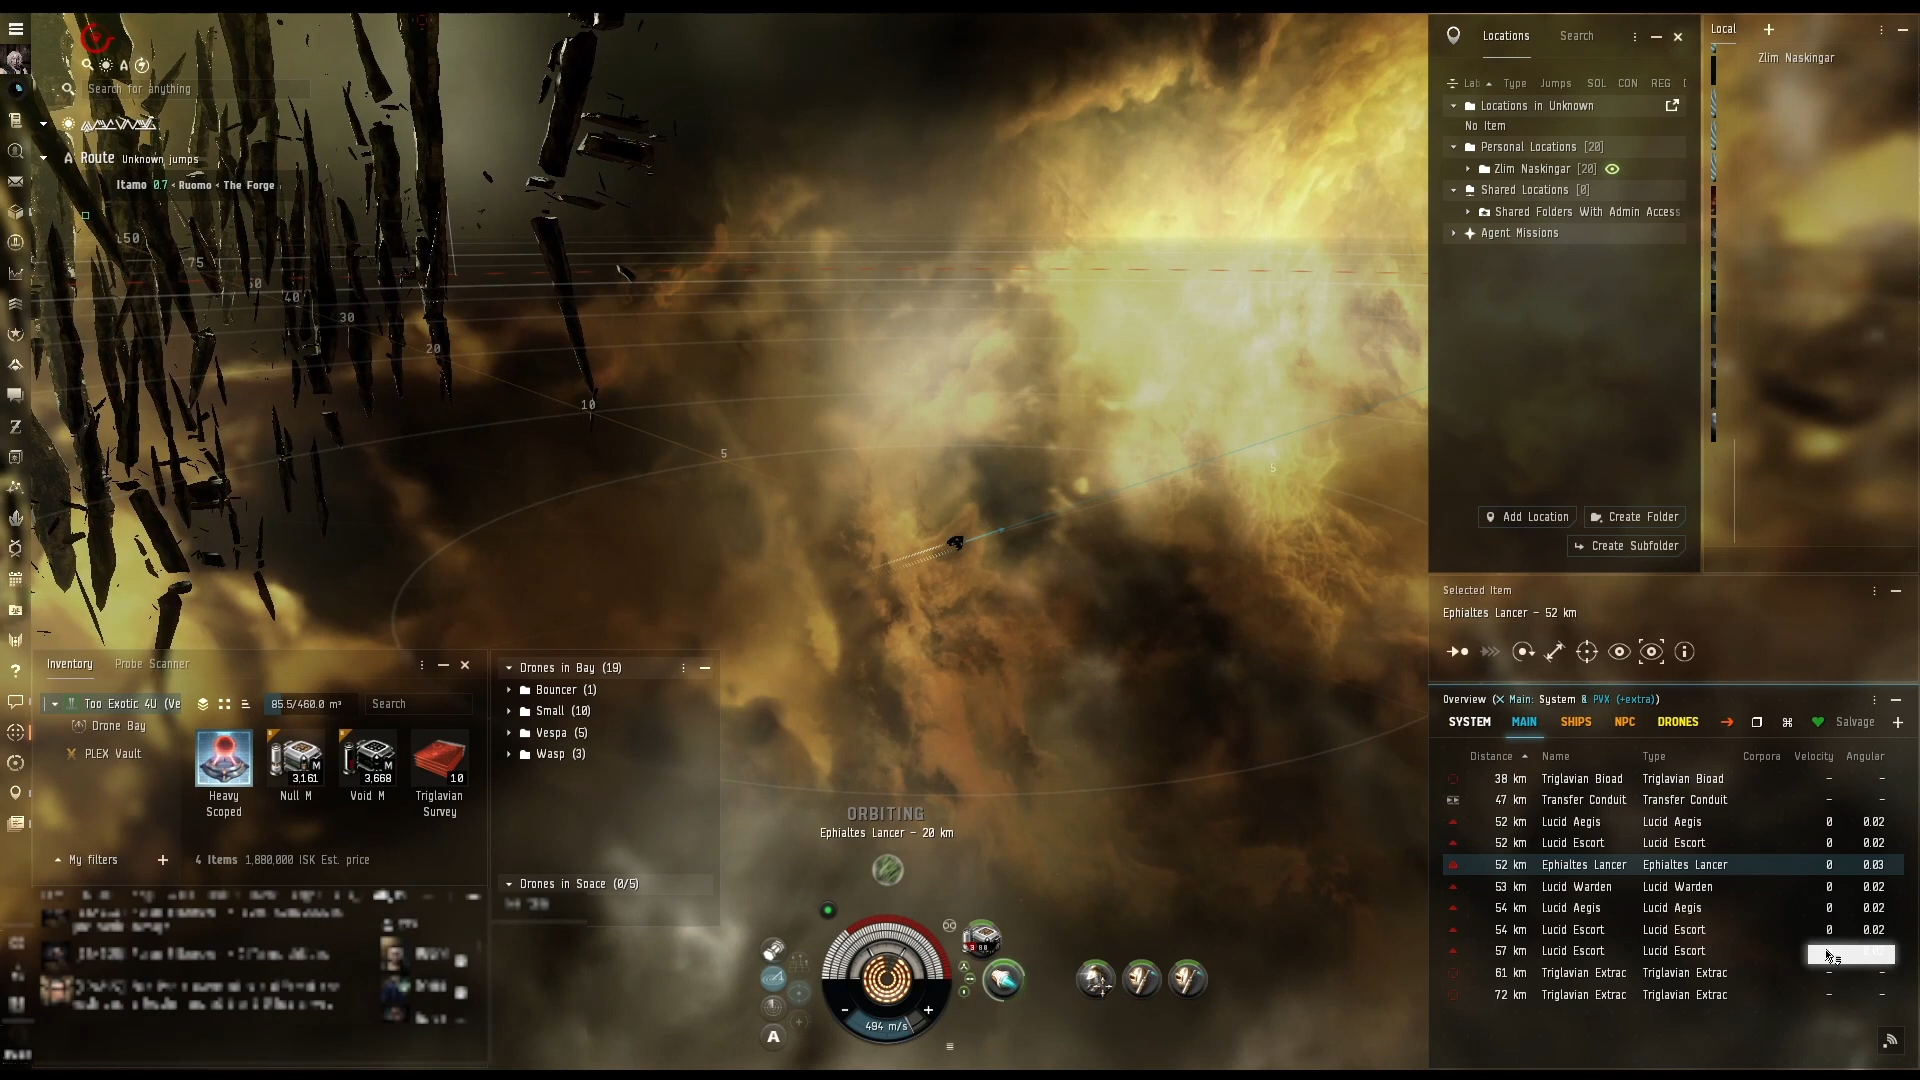 Search for anything
A Route Unknown jumps
Itamo 0.7 < Ruomo < The Forge
150
75
50
40
30
20
10
5
5
Locations Search
Lab Type Jumps SOL CON REG
Locations in Unknown
No Item
Personal Locations [20]
Zlim Naskingar [20]
Shared Locations [0]
Shared Folders With Admin Access
Agent Missions
Add Location Create Folder
Create Subfolder
Local
Zlim Naskingar
Selected Item
Ephialtes Lancer - 52 km
Overview (Main: System & PVX (+extra))
SYSTEM MAIN SHIPS NPC DRONES Salvage +
Distance Name Type Corpora Velocity Angular
38 km Triglavian Bioad Triglavian Bioad - -
47 km Transfer Conduit Transfer Conduit - -
52 km Lucid Aegis Lucid Aegis 0 0.02
52 km Lucid Escort Lucid Escort 0 0.02
52 km Ephialtes Lancer Ephialtes Lancer 0 0.03
53 km Lucid Warden Lucid Warden 0 0.02
54 km Lucid Aegis Lucid Aegis 0 0.02
54 km Lucid Escort Lucid Escort 0 0.02
57 km Lucid Escort Lucid Escort
61 km Triglavian Extrac Triglavian Extrac - -
72 km Triglavian Extrac Triglavian Extrac - -
Inventory Probe Scanner
Too Exotic 4U (Ve 85.5/460.0 m³ Search
Drone Bay
PLEX Vault
3,161 3,668 10
Heavy Scoped
Null M
Void M
Triglavian Survey
My filters + 4 Items 1,880,000 ISK Est. price
Drones in Bay (19)
Bouncer (1)
Small (10)
Vespa (5)
Wasp (3)
Drones in Space (0/5)
ORBITING
Ephialtes Lancer - 20 km
494 m/s
A